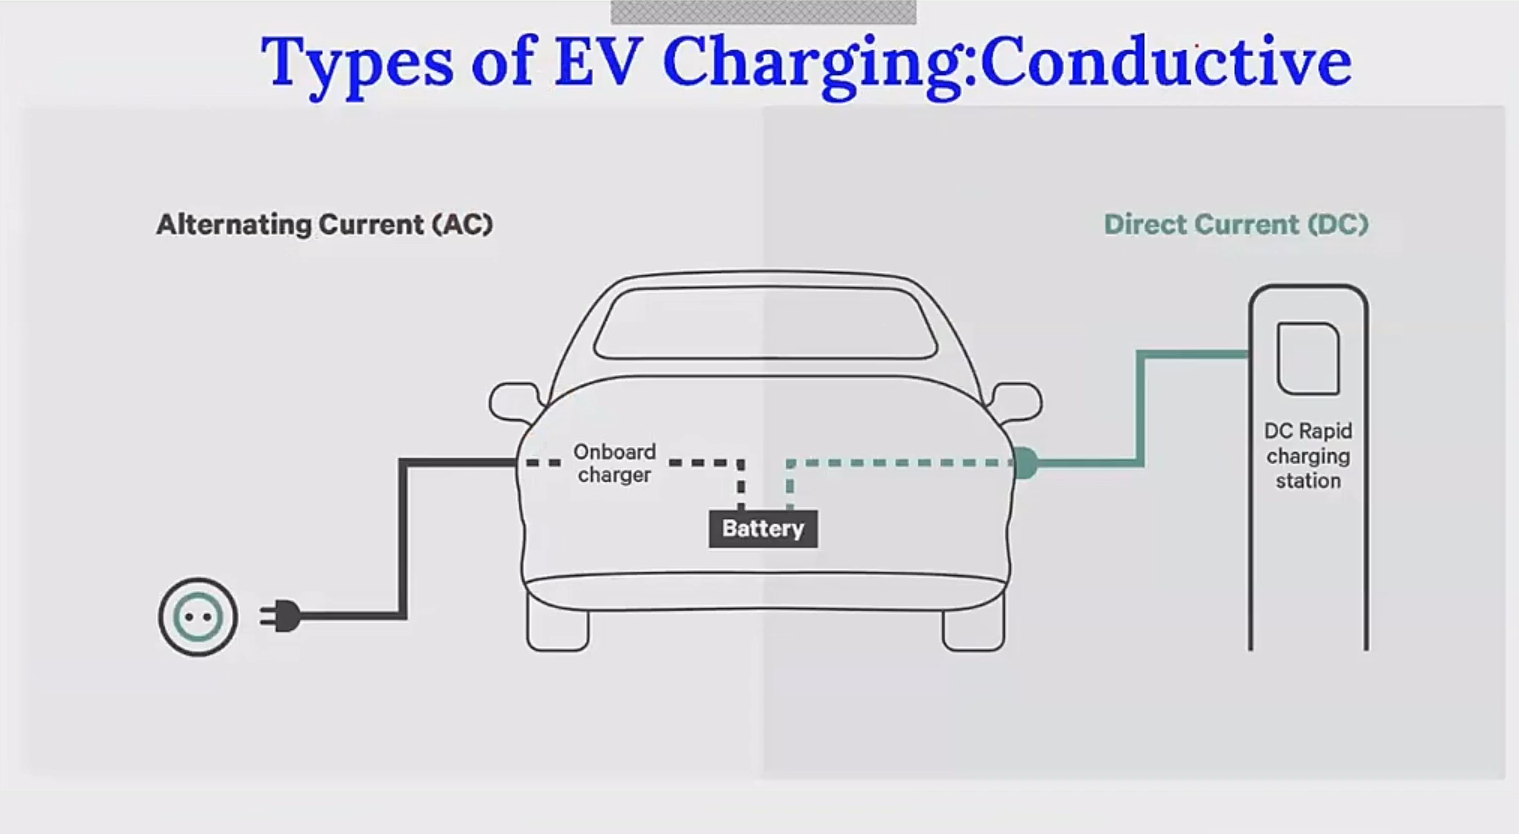 Types of EV Charging:Conductive
Alternating Current (AC)
Direct Current (DC)
Onboard
charger
Battery
DC Rapid
charging
station